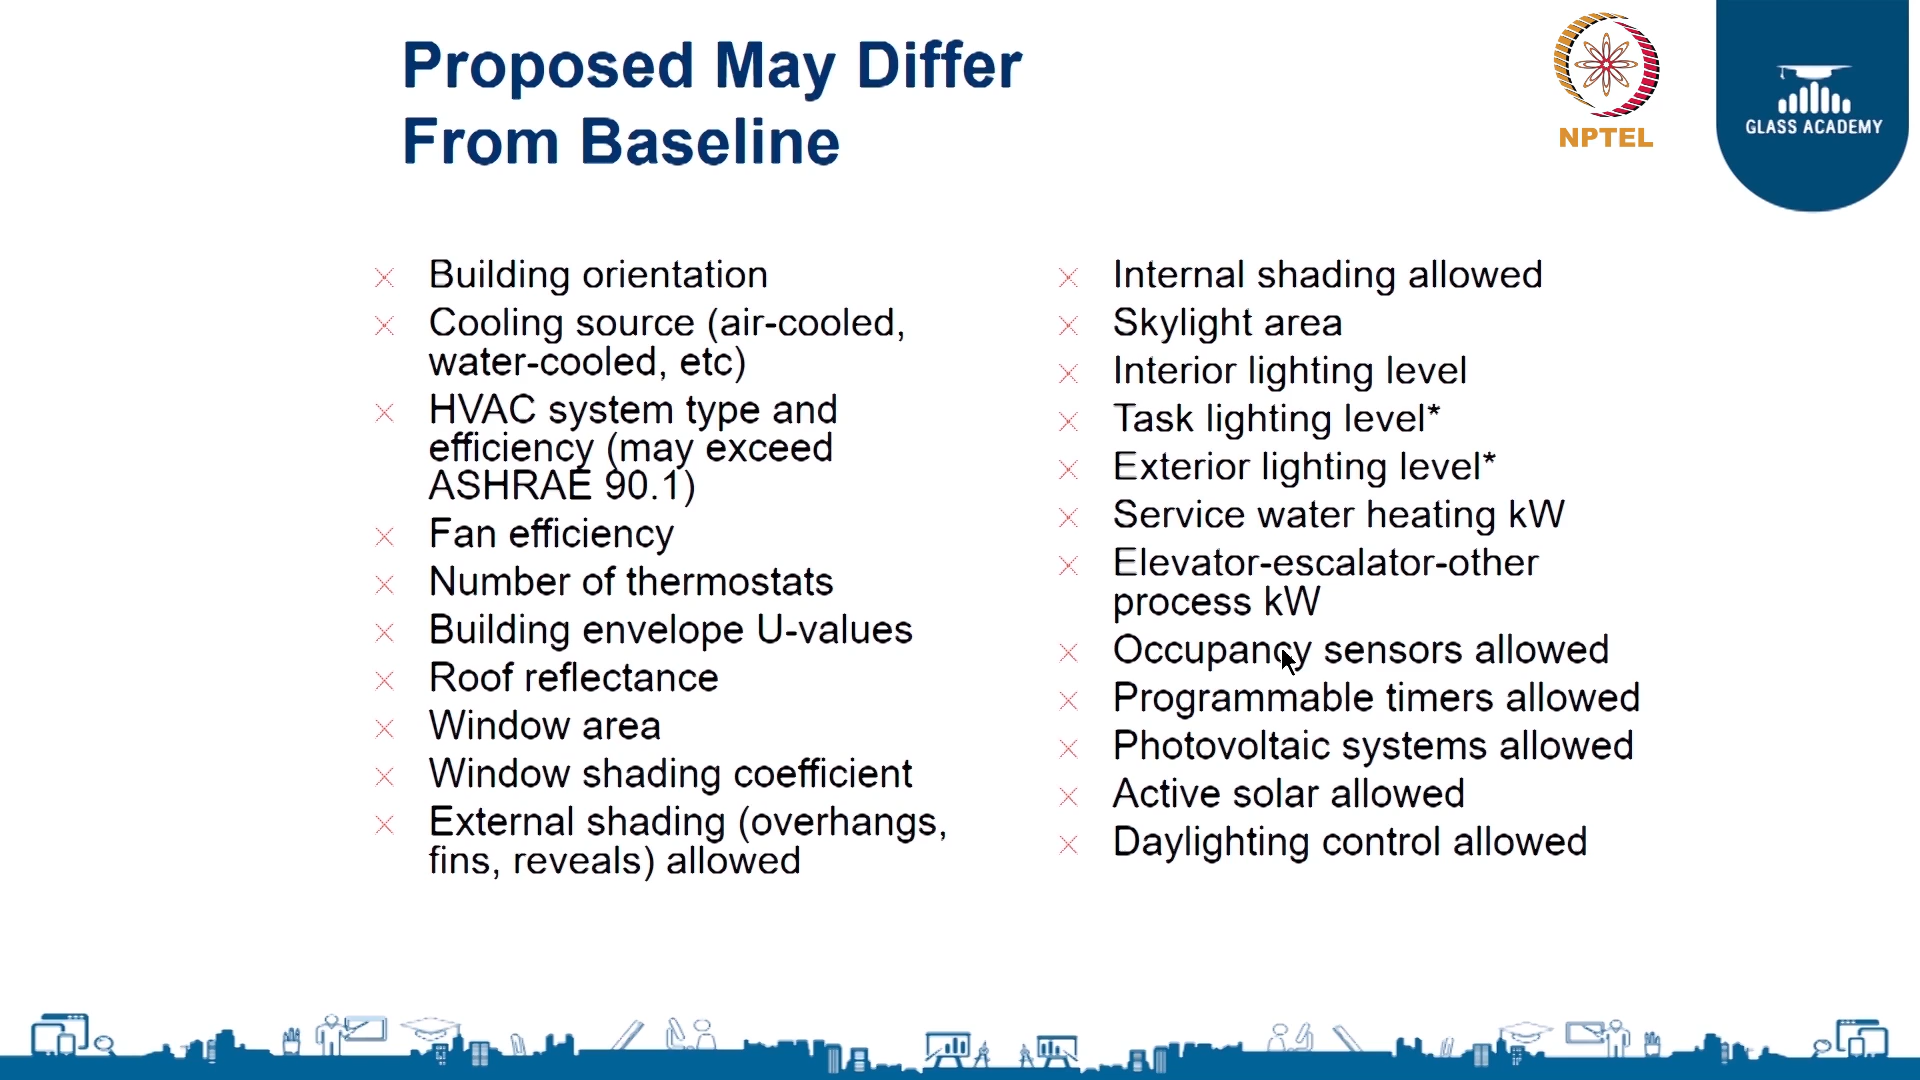 Proposed May Differ
From Baseline
NPTEL
GLASS ACADEMY
Building orientation
Cooling source (air-cooled,
water-cooled, etc)
HVAC system type and
efficiency (may exceed
ASHRAE 90.1)
Fan efficiency
Number of thermostats
Building envelope U-values
Roof reflectance
Window area
Window shading coefficient
External shading (overhangs,
fins, reveals) allowed
Internal shading allowed
Skylight area
Interior lighting level
Task lighting level*
Exterior lighting level*
Service water heating kW
Elevator-escalator-other
process kW
Occupancy sensors allowed
Programmable timers allowed
Photovoltaic systems allowed
Active solar allowed
Daylighting control allowed